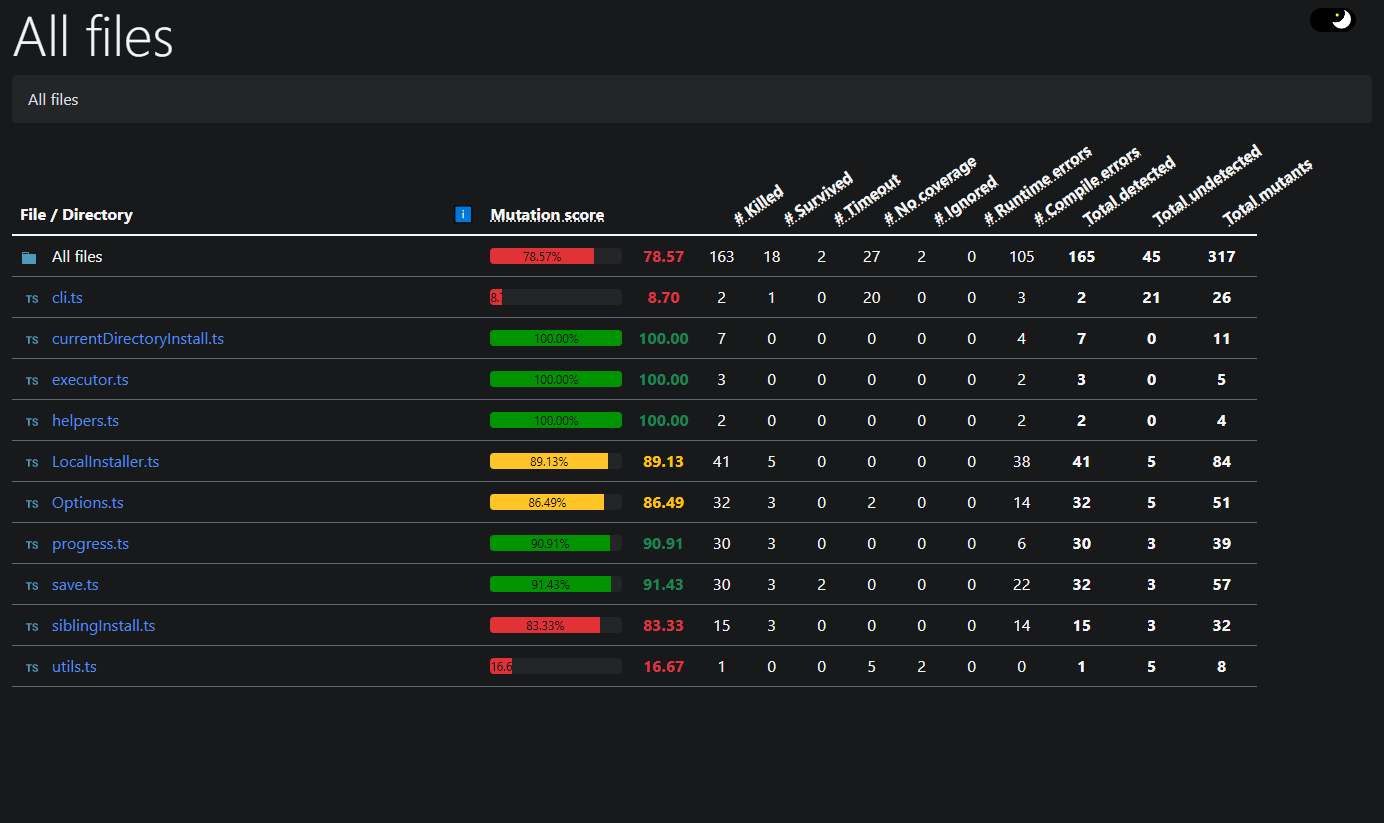 All files
All files
File / Directory i Mutation score # Killed # Survived # Timeout # No coverage # Ignored # Runtime errors # Compile errors Total detected Total undetected Total mutants
All files 78.57% 78.57 163 18 2 27 2 0 105 165 45 317
TS cli.ts 8.7 8.70 2 1 0 20 0 0 3 2 21 26
TS currentDirectoryInstall.ts 100.00% 100.00 7 0 0 0 0 0 4 7 0 11
TS executor.ts 100.00% 100.00 3 0 0 0 0 0 2 3 0 5
TS helpers.ts 100.00% 100.00 2 0 0 0 0 0 2 2 0 4
TS LocalInstaller.ts 89.13% 89.13 41 5 0 0 0 0 38 41 5 84
TS Options.ts 86.49% 86.49 32 3 0 2 0 0 14 32 5 51
TS progress.ts 90.91% 90.91 30 3 0 0 0 0 6 30 3 39
TS save.ts 91.43% 91.43 30 3 2 0 0 0 22 32 3 57
TS siblingInstall.ts 83.33% 83.33 15 3 0 0 0 0 14 15 3 32
TS utils.ts 16.6 16.67 1 0 0 5 2 0 0 1 5 8